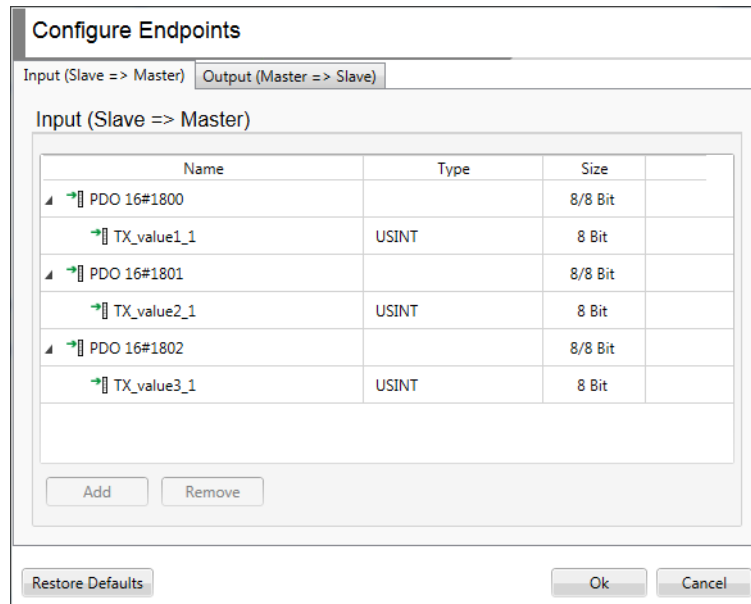 Configure Endpoints
Input (Slave => Master) Output (Master => Slave)
Input (Slave => Master)
Name Type Size
PDO 16#1800 8/8 Bit
TX_value1_1 USINT 8 Bit
PDO 16#1801 8/8 Bit
TX_value2_1 USINT 8 Bit
PDO 16#1802 8/8 Bit
TX_value3_1 USINT 8 Bit
Add Remove
Restore Defaults Ok Cancel